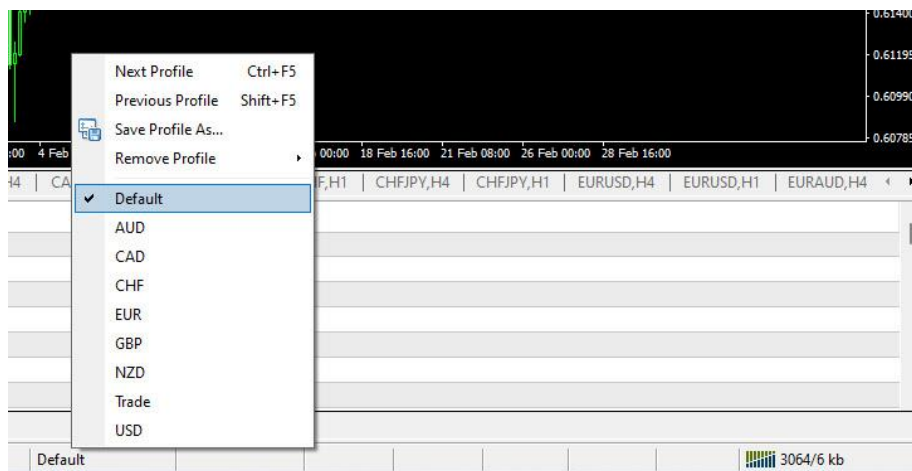 0.61400
0.61195
0.60990
0.60785
Next Profile Ctrl+F5
Previous Profile Shift+F5
Save Profile As...
Remove Profile
:00 4 Feb 00:00 18 Feb 16:00 21 Feb 08:00 26 Feb 00:00 28 Feb 16:00
H4 | CA F,H1 | CHFJPY,H4 | CHFJPY,H1 | EURUSD,H4 | EURUSD,H1 | EURAUD,H4
Default
AUD
CAD
CHF
EUR
GBP
NZD
Trade
USD
Default
3064/6 kb